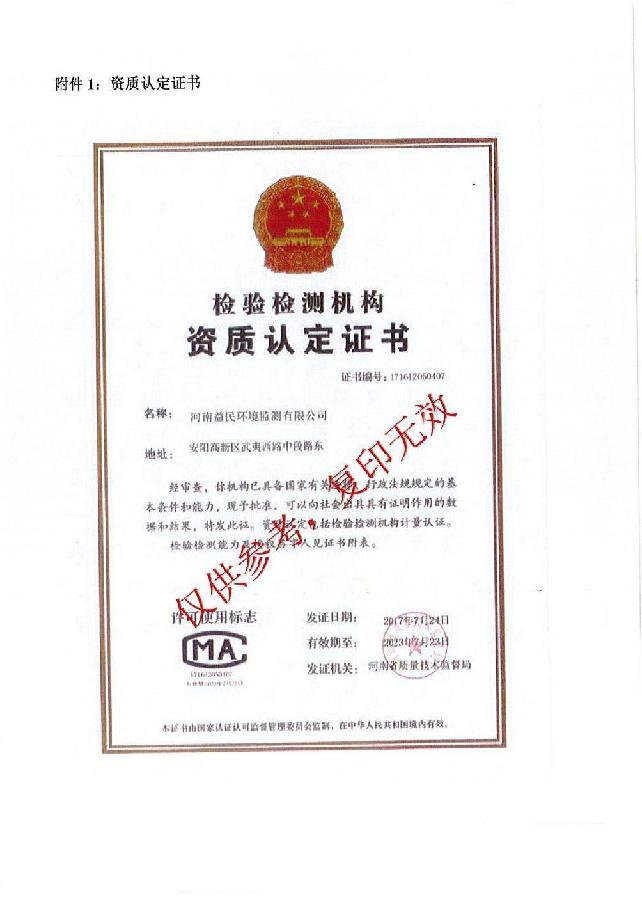 附件 1：资质认定证书
检验检测机构
资质认定证书
证书编号：171612050407
名称：河南益民环境监测有限公司
地址：安阳高新区武夷西路中段路东
经审查，你机构已具备国家有关法律、行政法规规定的基
本条件和能力，现予批准，可以向社会出具具有证明作用的数
据和结果，特发此证。资质认定包括检验检测机构计量认证。
检验检测能力及授权签字人见证书附表。
仅供参考，复印无效
许可使用标志
MA
171612050407
发证日期：2017年7月24日
有效期至：2023年7月23日
发证机关：河南省质量技术监督局
本证书由国家认证认可监督管理委员会监制，在中华人民共和国境内有效。